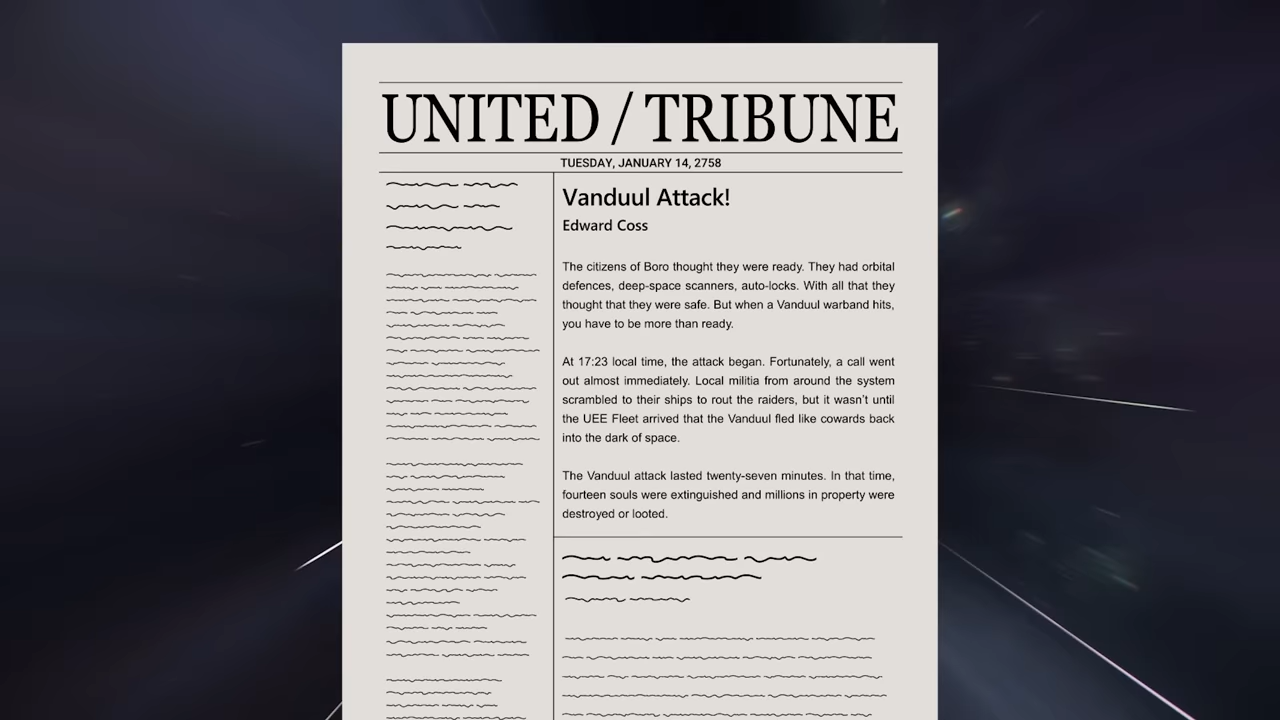 UNITED / TRIBUNE
TUESDAY, JANUARY 14, 2758
Vanduul Attack!
Edward Coss
The citizens of Boro thought they were ready. They had orbital
defences, deep-space scanners, auto-locks. With all that they
thought that they were safe. But when a Vanduul warband hits,
you have to be more than ready.
At 17:23 local time, the attack began. Fortunately, a call went
out almost immediately. Local militia from around the system
scrambled to their ships to rout the raiders, but it wasn't until
the UEE Fleet arrived that the Vanduul fled like cowards back
into the dark of space.
The Vanduul attack lasted twenty-seven minutes. In that time,
fourteen souls were extinguished and millions in property were
destroyed or looted.